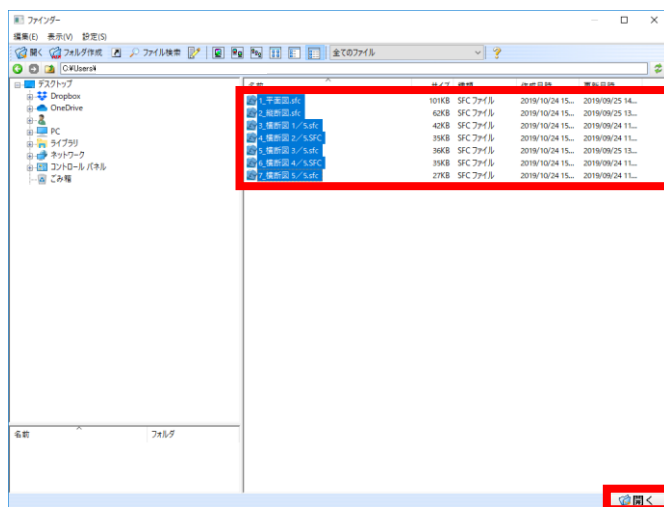 ファインダー
編集(E) 表示(V) 設定(S)
開く フォルダ作成 ファイル検索 全てのファイル
C:¥Users¥
デスクトップ
Dropbox
OneDrive
PC
ライブラリ
ネットワーク
コントロール パネル
ごみ箱
名前 サイズ 種類 作成日時 更新日時
1_平面図.sfc 101KB SFC ファイル 2019/10/24 15... 2019/09/25 14...
2_縦断図.sfc 62KB SFC ファイル 2019/10/24 15... 2019/09/25 13...
3_横断図 1／5.sfc 42KB SFC ファイル 2019/10/24 15... 2019/09/24 11...
4_横断図 2／5.SFC 35KB SFC ファイル 2019/10/24 15... 2019/09/24 11...
5_横断図 3／5.sfc 36KB SFC ファイル 2019/10/24 15... 2019/09/25 13...
6_横断図 4／5.SFC 35KB SFC ファイル 2019/10/24 15... 2019/09/24 11...
7_横断図 5／5.sfc 27KB SFC ファイル 2019/10/24 15... 2019/09/24 11...
名前 フォルダ
開く